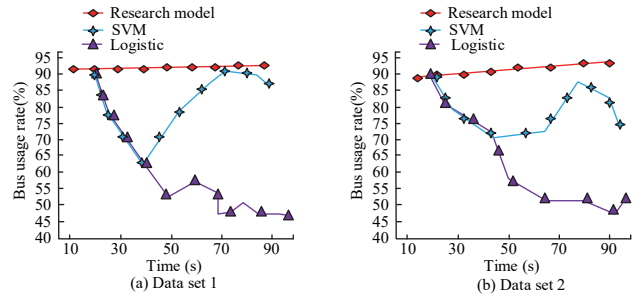 Research model
SVM
Logistic
95
90
85
80
75
70
65
60
55
50
45
40
Bus usage rate(%)
10 30 50 70 90
Time (s)
(a) Data set 1
Research model
SVM
Logistic
95
90
85
80
75
70
65
60
55
50
45
40
Bus usage rate(%)
10 30 50 70 90
Time (s)
(b) Data set 2